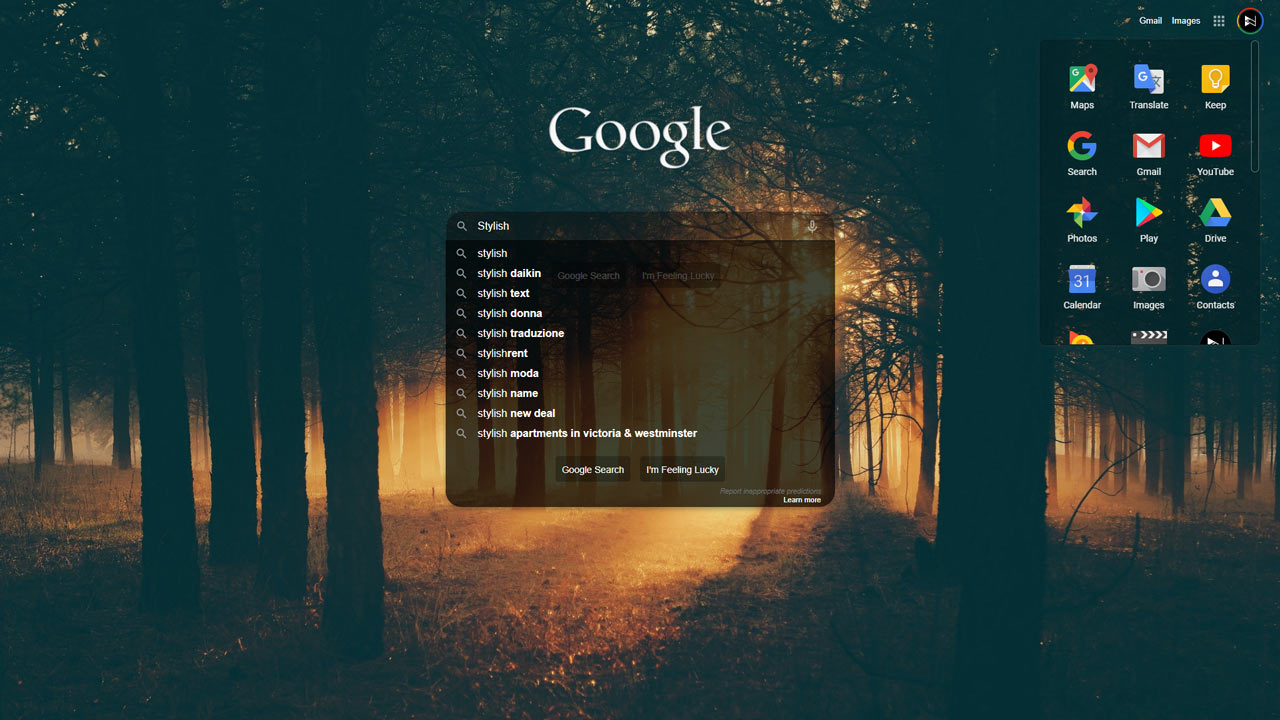 Gmail Images
Google
Stylish
stylish
stylish daikin
Google Search I'm Feeling Lucky
stylish text
stylish donna
stylish traduzione
stylishrent
stylish moda
stylish name
stylish new deal
stylish apartments in victoria & westminster
Google Search I'm Feeling Lucky
Report inappropriate predictions
Learn more
Maps Translate Keep
Search Gmail YouTube
Photos Play Drive
31
Calendar Images Contacts